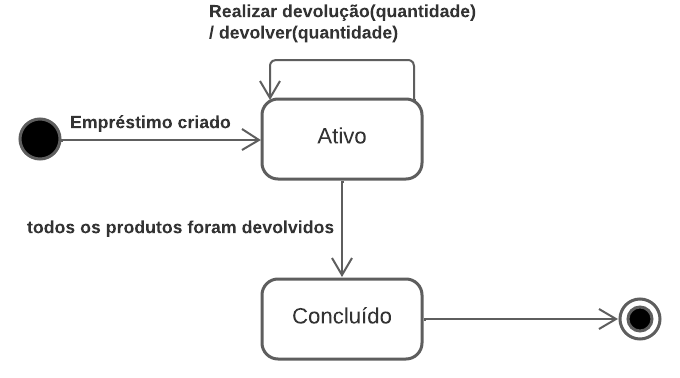 Realizar devolução(quantidade)
/ devolver(quantidade)
Empréstimo criado
Ativo
todos os produtos foram devolvidos
Concluído